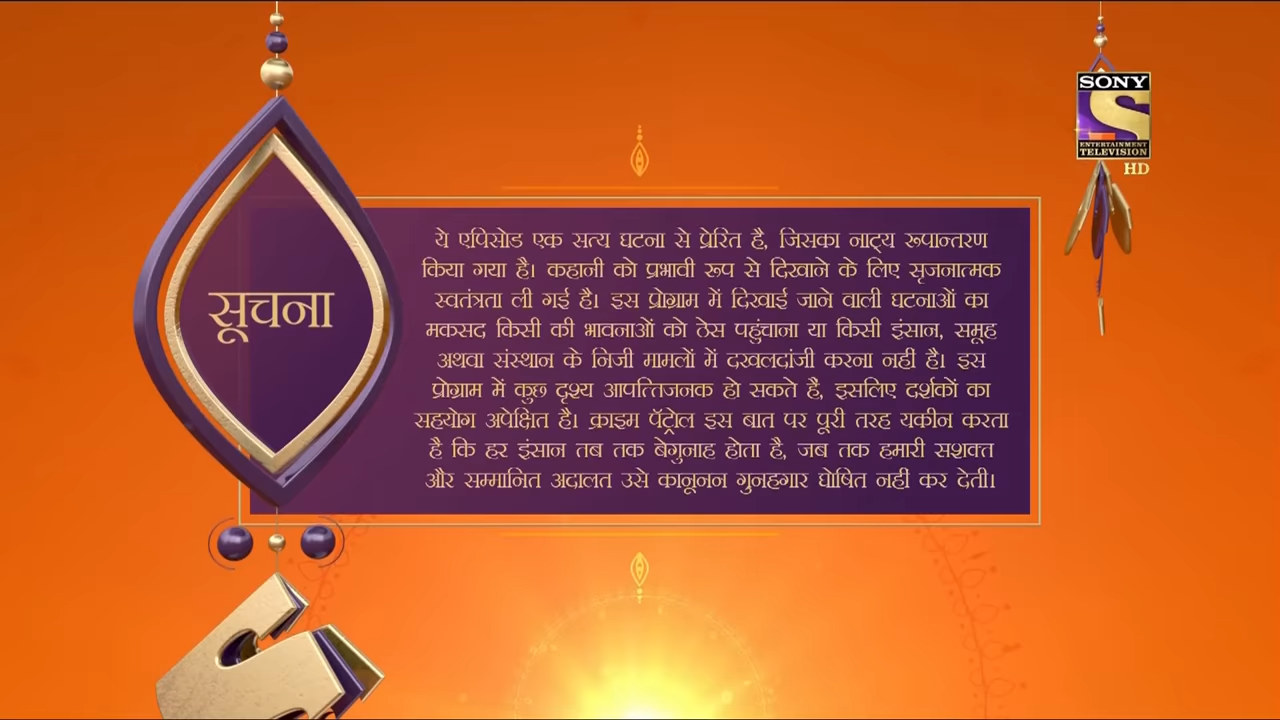 सूचना
ये एपिसोड एक सत्य घटना से प्रेरित है, जिसका नाट्य रूपान्तरण
किया गया है। कहानी को प्रभावी रूप से दिखाने के लिए सृजनात्मक
स्वतंत्रता ली गई है। इस प्रोग्राम में दिखाई जाने वाली घटनाओं का
मकसद किसी की भावनाओं को ठेस पहुंचाना या किसी इंसान, समूह
अथवा संस्थान के निजी मामलों में दखलदांजी करना नहीं है। इस
प्रोग्राम में कुछ दृश्य आपत्तिजनक हो सकते हैं, इसलिए दर्शकों का
सहयोग अपेक्षित है। क्राइम पॅट्रोल इस बात पर पूरी तरह यकीन करता
है कि हर इंसान तब तक बेगुनाह होता है, जब तक हमारी सशक्त
और सम्मानित अदालत उसे कानूनन गुनहगार घोषित नहीं कर देती।
SONY
ENTERTAINMENT
TELEVISION
HD